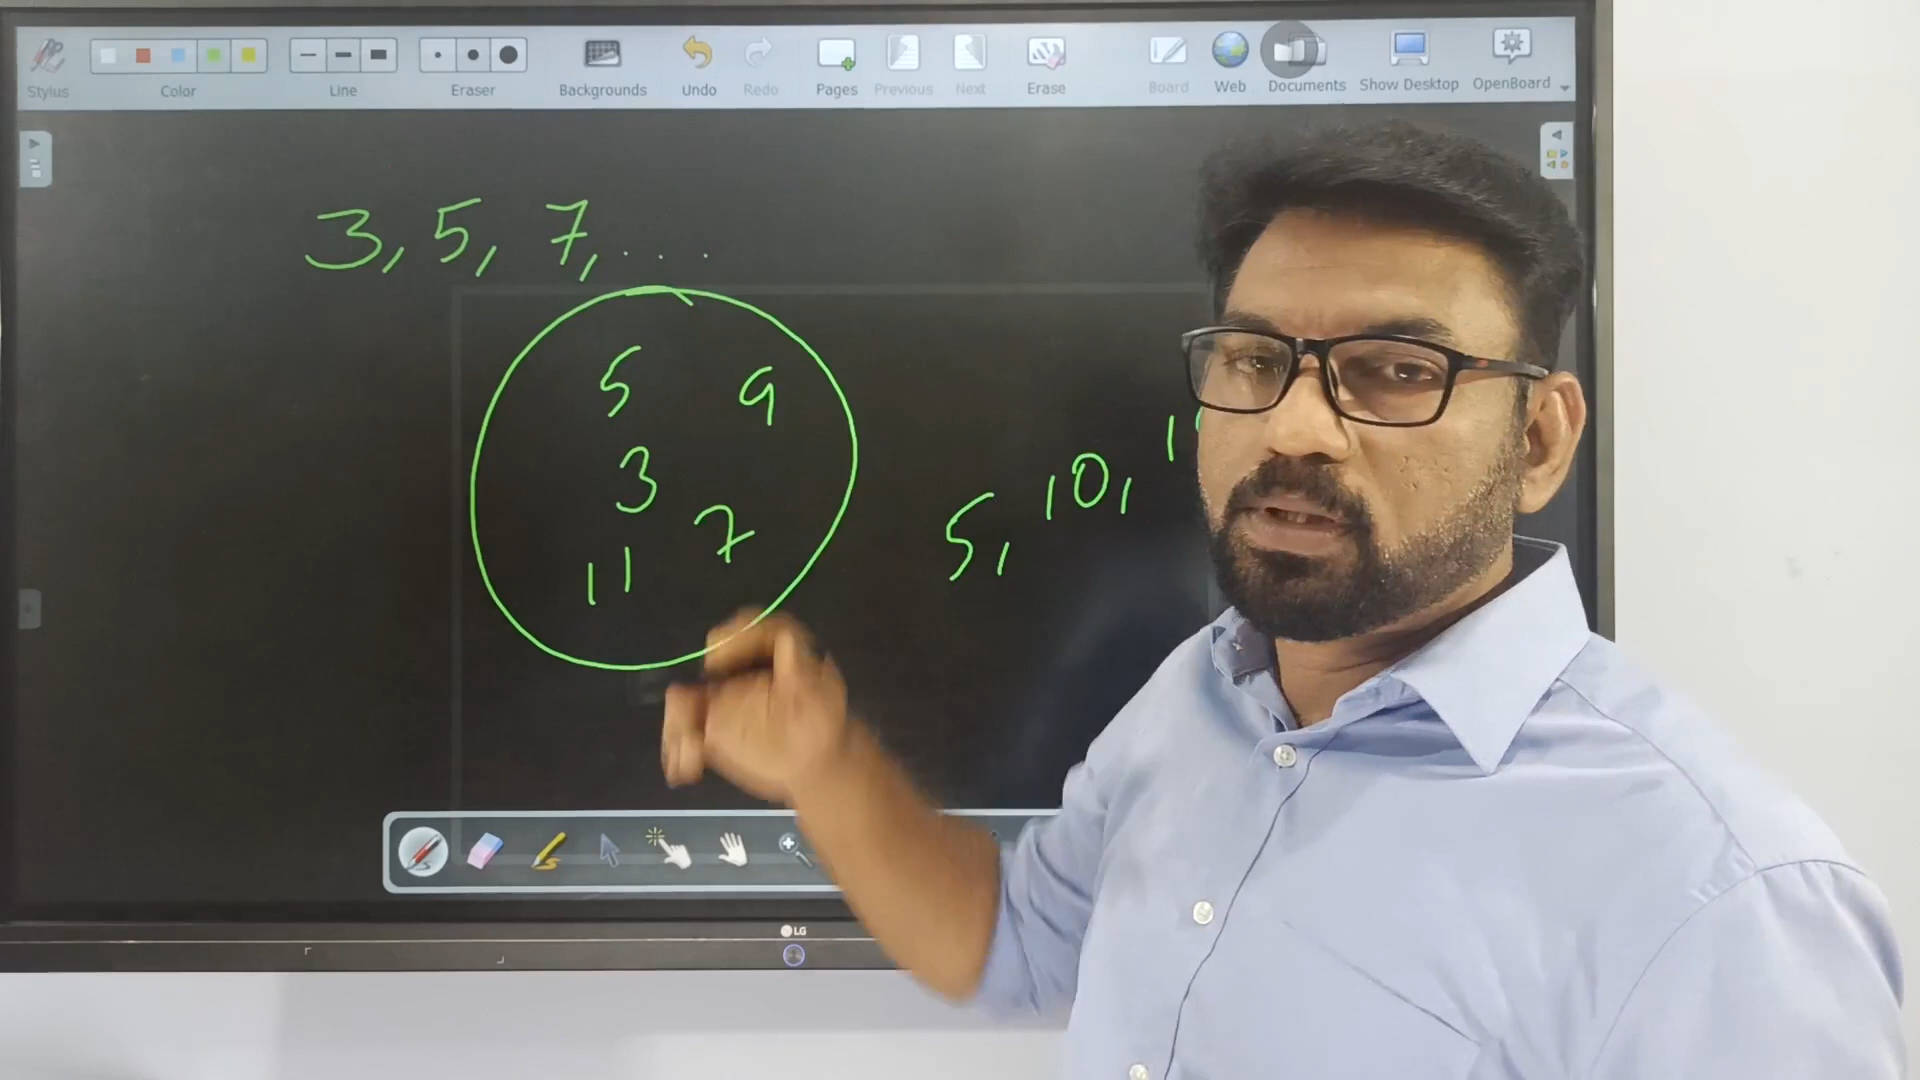 Stylus Color Line Eraser Backgrounds Undo Redo Pages Previous Next Erase Board Web Documents Show Desktop OpenBoard
3, 5, 7, . . .
5 9
3
7
11
5, 10, 1
LG